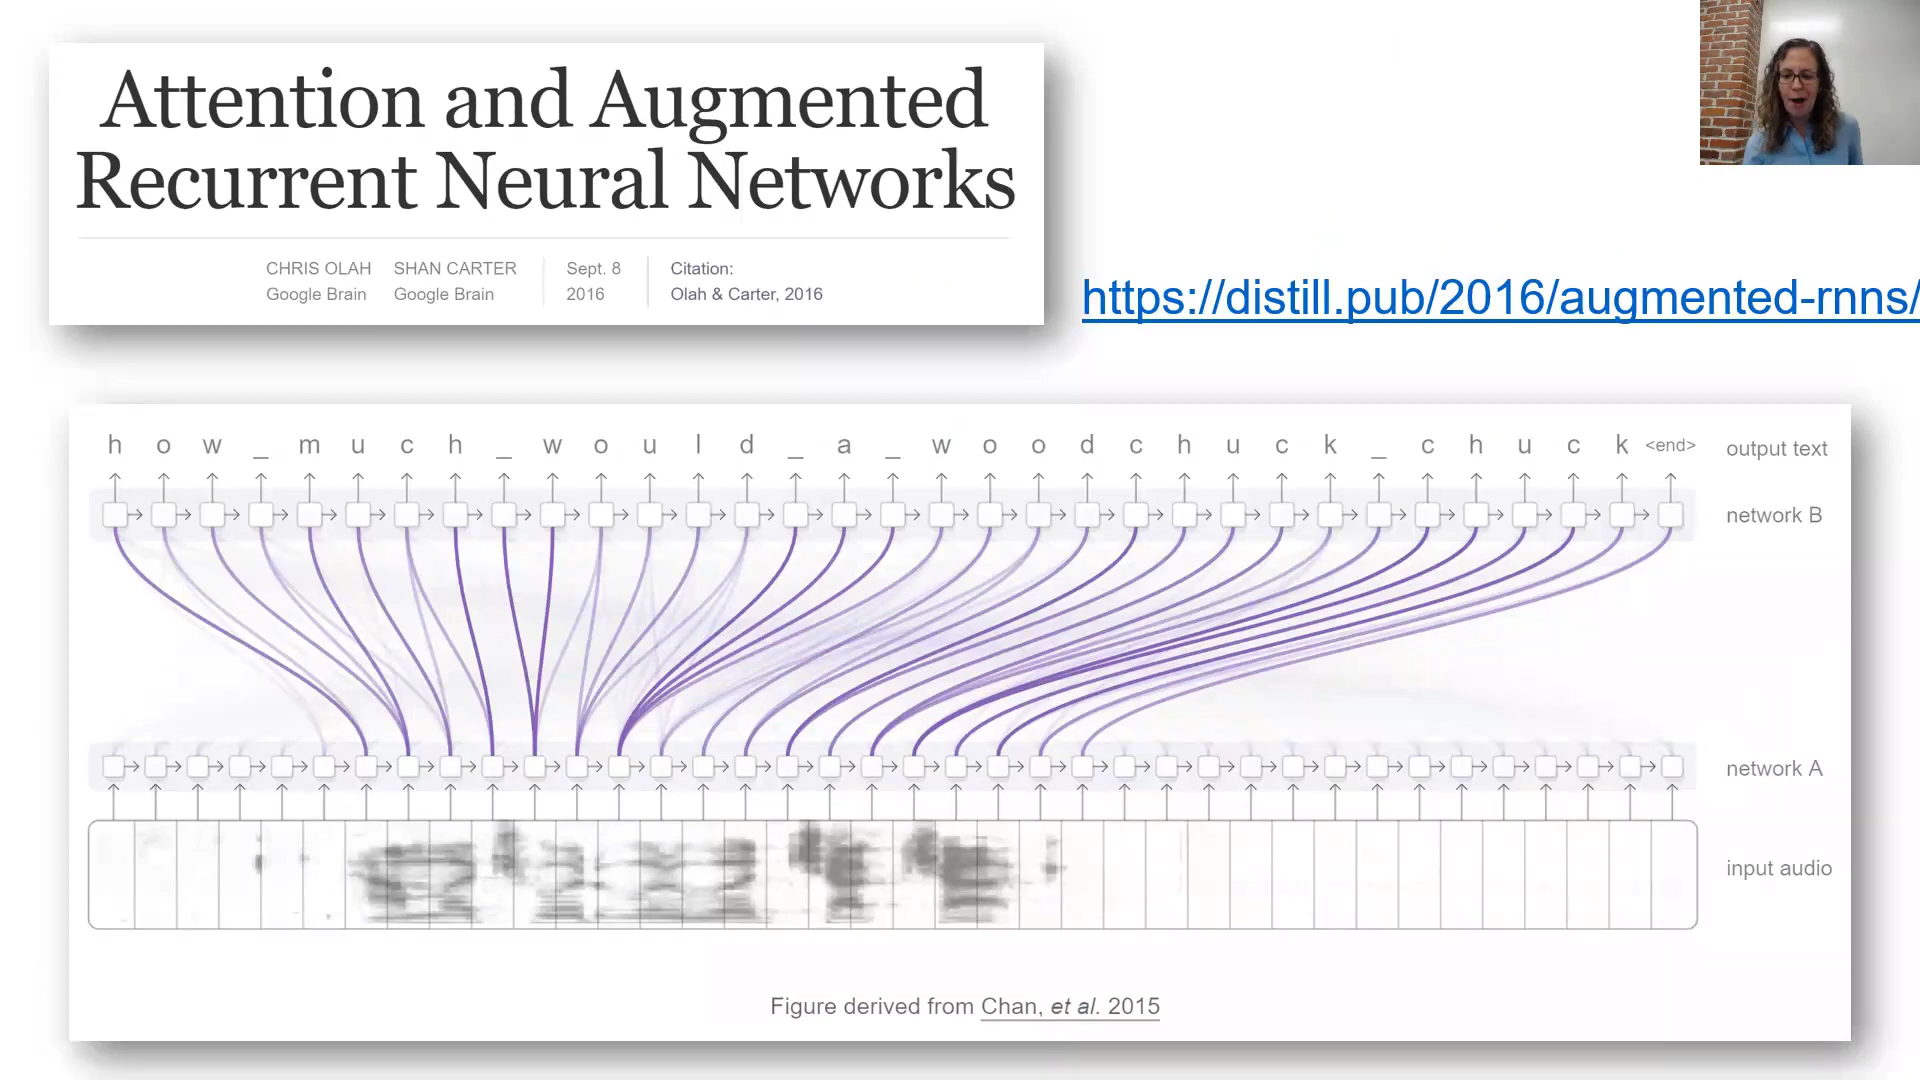 Attention and Augmented
Recurrent Neural Networks
CHRIS OLAH SHAN CARTER Sept. 8 Citation:
Google Brain Google Brain 2016 Olah & Carter, 2016
https://distill.pub/2016/augmented-rnns/
h o w _ m u c h _ w o u l d _ a _ w o o d c h u c k _ c h u c k <end> output text
network B
network A
input audio
Figure derived from Chan, et al. 2015